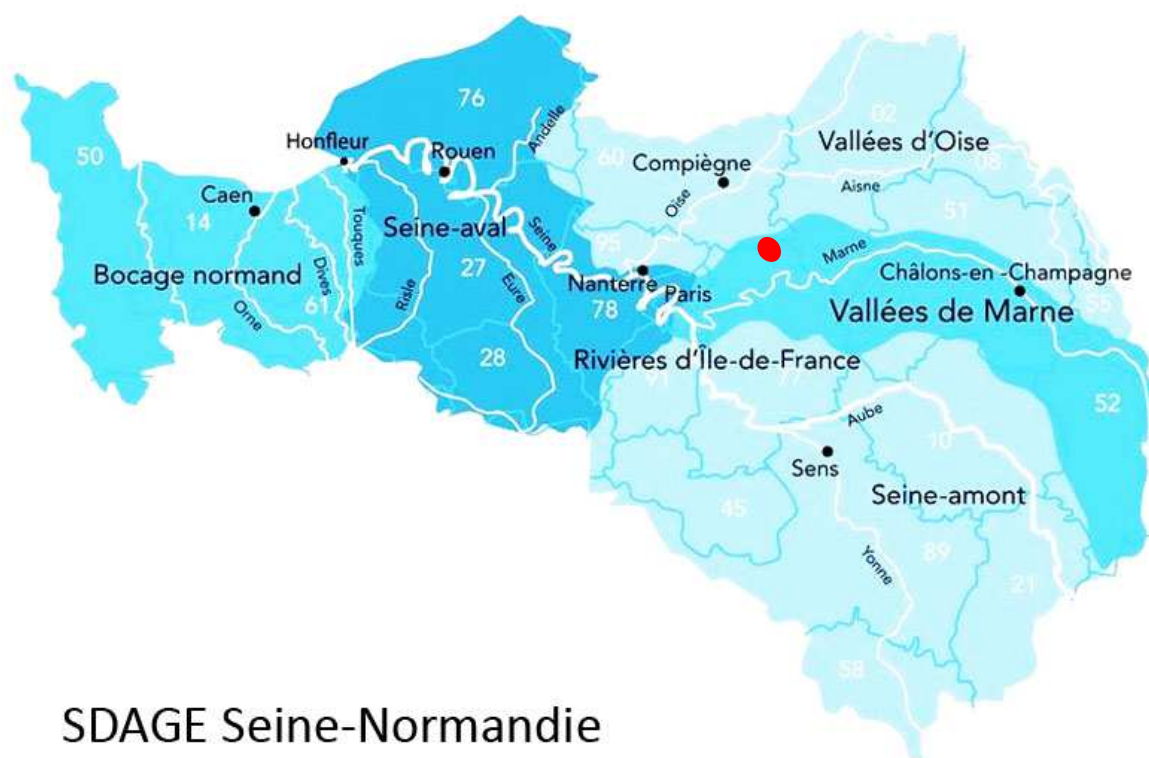 76
Andelle
Honfleur
50
Rouen
60
Compiègne
02
Vallées d'Oise
08
Caen
Oise
Aisne
14
Touques
Seine-aval
Seine
51
95
Marne
Bocage normand
Dives
27
Nanterre
Châlons-en -Champagne
61
Risle
Eure
78
Paris
55
Orne
Vallées de Marne
28
Rivières d'Île-de-France
91
77
52
Aube
10
Sens
Seine-amont
45
Yonne
89
21
58
SDAGE Seine-Normandie